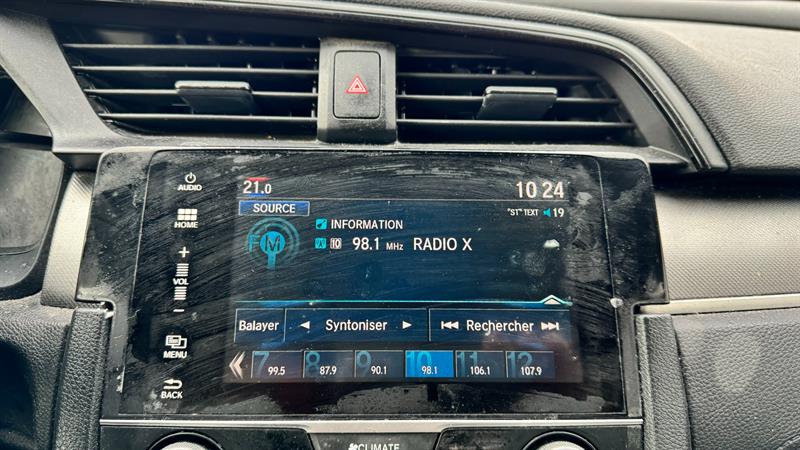 AUDIO
HOME
+
VOL
−
MENU
BACK
21.0
10 24
SOURCE
"ST" TEXT 19
INFORMATION
FM
10 98.1 MHz RADIO X
Balayer
Syntoniser
Rechercher
7 99.5
8 87.9
9 90.1
10 98.1
11 106.1
12 107.9
CLIMATE